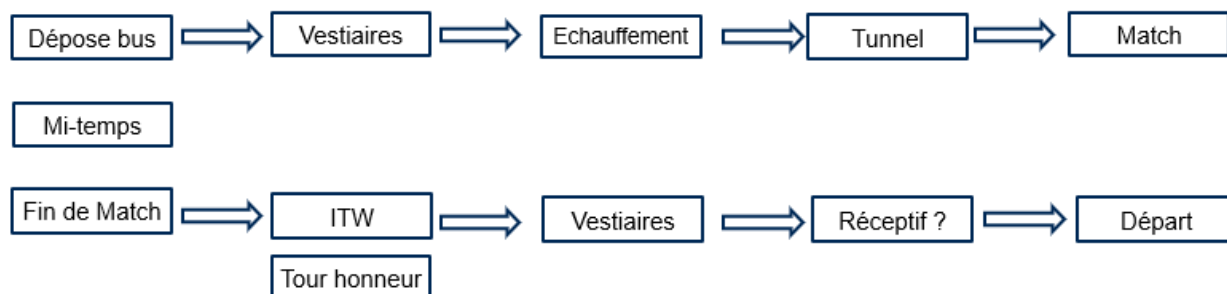 Dépose bus
Vestiaires
Echauffement
Tunnel
Match
Mi-temps
Fin de Match
ITW
Vestiaires
Réceptif ?
Départ
Tour honneur